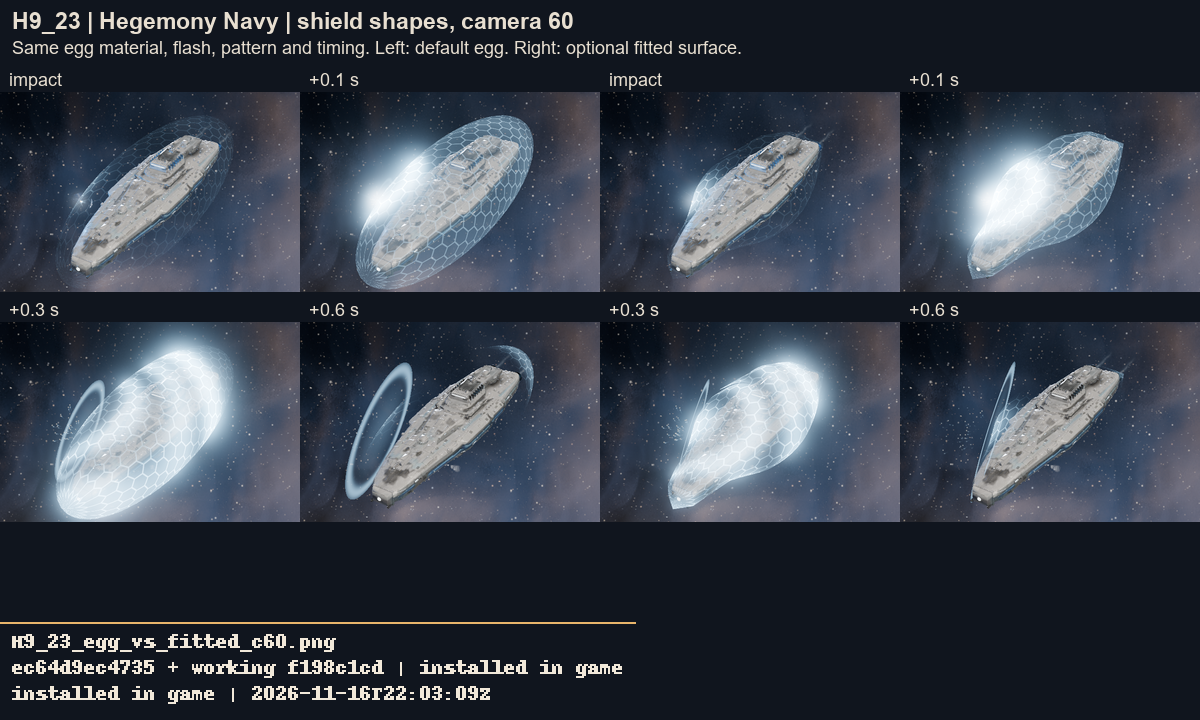 H9_23 | Hegemony Navy | shield shapes, camera 60
Same egg material, flash, pattern and timing. Left: default egg. Right: optional fitted surface.
impact
+0.1 s
impact
+0.1 s
+0.3 s
+0.6 s
+0.3 s
+0.6 s
H9_23_egg_vs_fitted_c60.png
ec64d9ec4735 + working f198c1cd | installed in game
installed in game | 2026-11-16T22:03:09Z